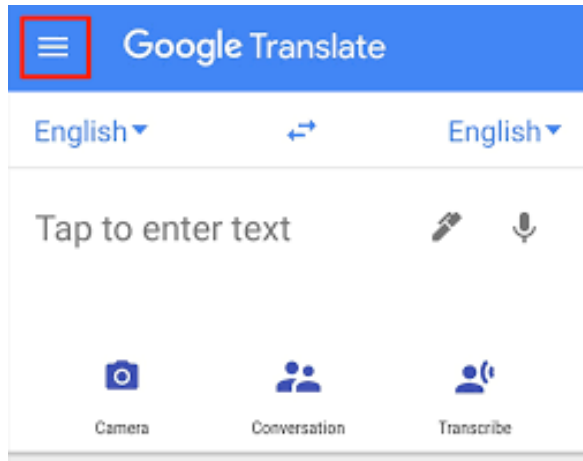 Google Translate
English English
Tap to enter text
Camera Conversation Transcribe